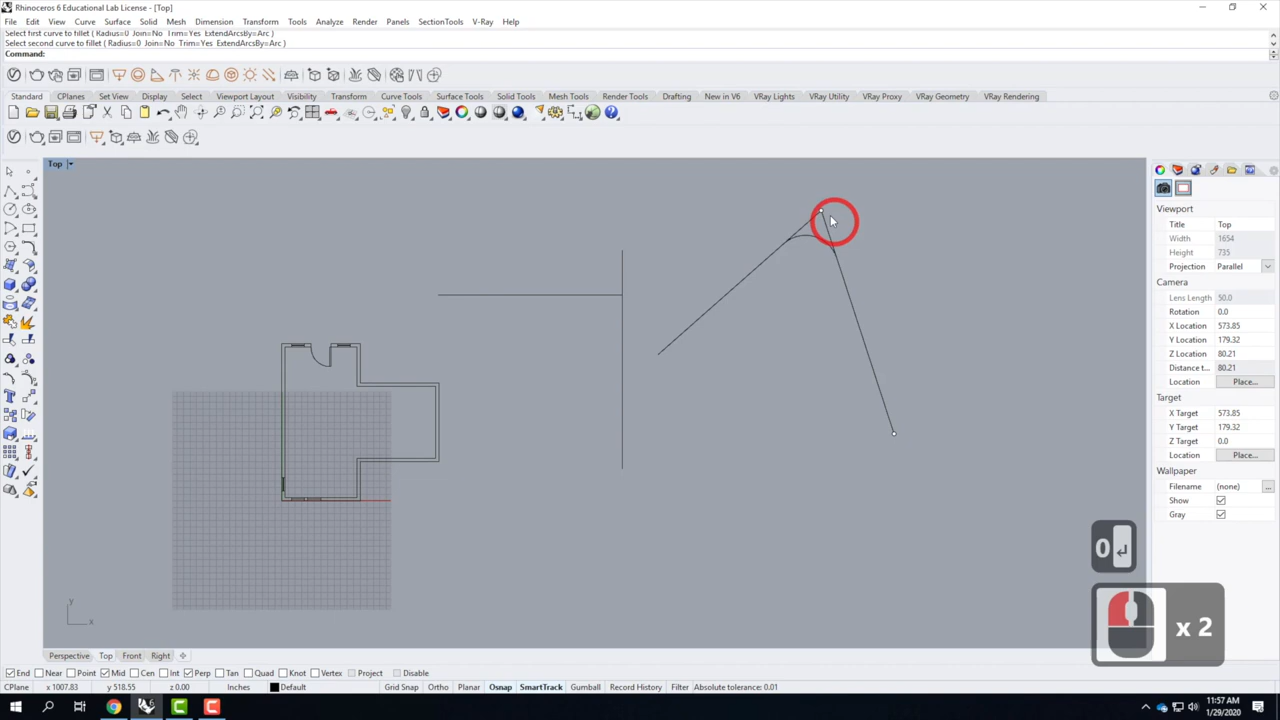 Rhinoceros 6 Educational Lab License - [Top]
File Edit View Curve Surface Solid Mesh Dimension Transform Tools Analyze Render Panels SectionTools V-Ray Help
Select first curve to fillet ( Radius=0 Join=No Trim=Yes ExtendArcsBy=Arc )
Select second curve to fillet ( Radius=0 Join=No Trim=Yes ExtendArcsBy=Arc )
Command:
Standard CPlanes Set View Display Select Viewport Layout Visibility Transform Curve Tools Surface Tools Solid Tools Mesh Tools Render Tools Drafting New in V6 VRay Lights VRay Utility VRay Proxy VRay Geometry VRay Rendering
Top
Viewport
Title Top
Width 1654
Height 735
Projection Parallel
Camera
Lens Length 50.0
Rotation 0.0
X Location 573.85
Y Location 179.32
Z Location 80.21
Distance t... 80.21
Location Place...
Target
X Target 573.85
Y Target 179.32
Z Target 0.0
Location Place...
Wallpaper
Filename (none) ...
Show
Gray
0
x 2
y
x
Perspective Top Front Right
End Near Point Mid Cen Int Perp Tan Quad Knot Vertex Project Disable
CPlane x 1007.83 y 518.55 z 0.00 Inches Default Grid Snap Ortho Planar Osnap SmartTrack Gumball Record History Filter Absolute tolerance: 0.01
11:57 AM
1/29/2020